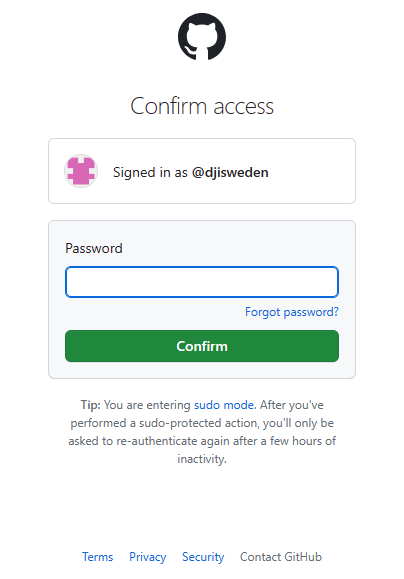 Confirm access
Signed in as @djisweden
Password
Forgot password?
Confirm
Tip: You are entering sudo mode. After you've
performed a sudo-protected action, you'll only be
asked to re-authenticate again after a few hours of
inactivity.
Terms Privacy Security Contact GitHub